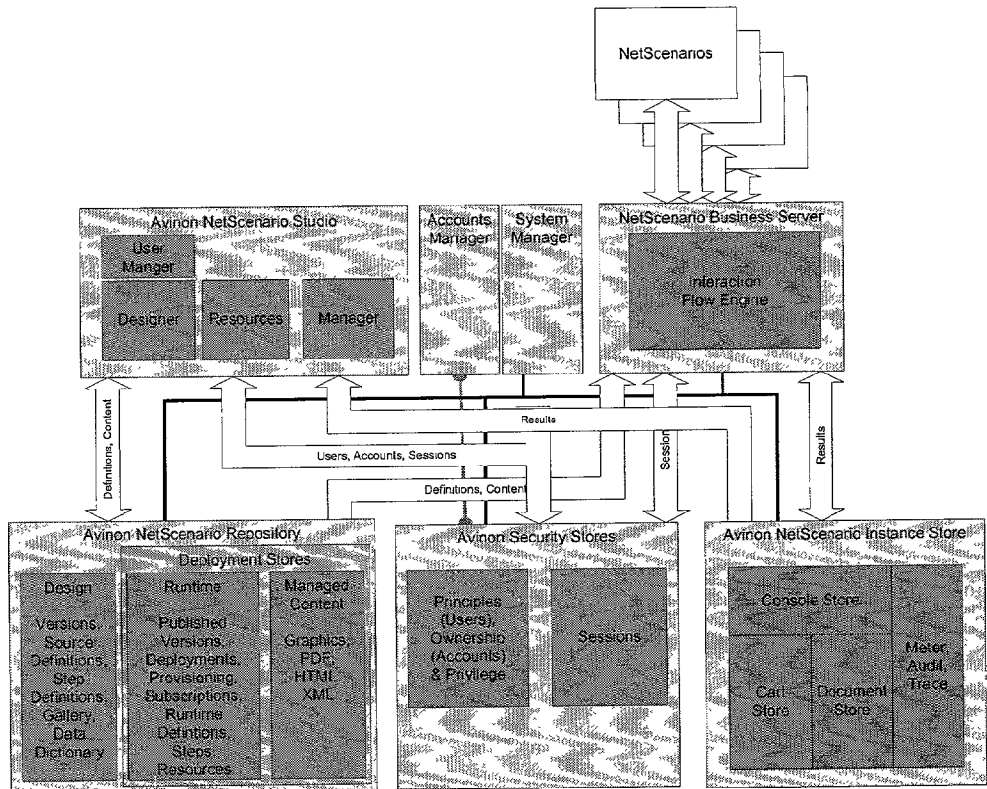 NetScenarios
Avinon NetScenario Studio
User
Manger
Designer
Resources
Manager
Accounts
Manager
System
Manager
NetScenario Business Server
Interaction
Flow Engine
Definitions, Content
Results
Users, Accounts, Sessions
Definitions, Content
Session
Results
Avinon NetScenario Repository
Deployment Stores
Design
Versions,
Source
Definitions,
Step
Definitions,
Gallery,
Data
Dictionary
Runtime
Published
Versions,
Deployments,
Provisioning,
Subscriptions,
Runtime
Defintions,
Steps
Resources
Managed
Content
Graphics,
PDF,
HTML
XML
Avinon Security Stores
Principles
(Users),
Ownership
(Accounts)
& Privilege
Sessions
Avinon NetScenario Instance Store
Console Store
Cart
Store
Document
Store
Meter,
Audit,
Trace